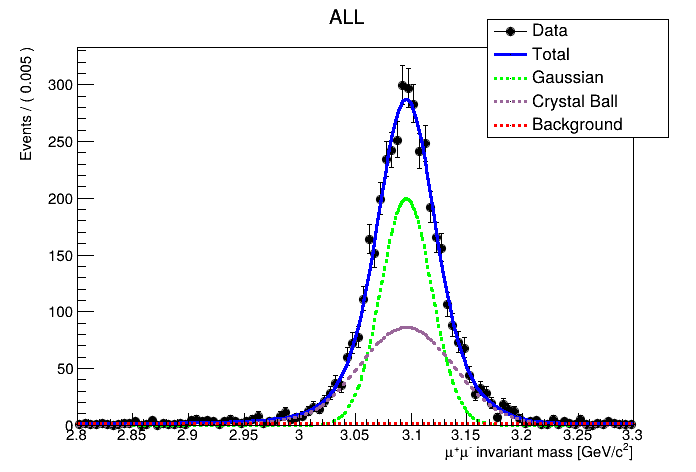 ALL
Data
Total
Gaussian
Crystal Ball
Background
Events / ( 0.005 )
300
250
200
150
100
50
0
2.8 2.85 2.9 2.95 3 3.05 3.1 3.15 3.2 3.25 3.3
μ⁺μ⁻ invariant mass [GeV/c²]